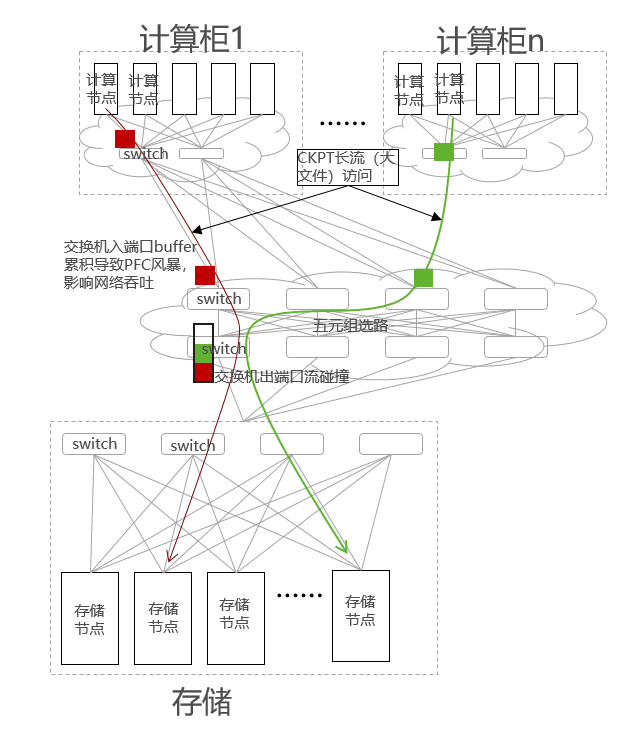 计算柜1
计算柜n
计算
节点
计算
节点
计算
节点
计算
节点
……
switch
CKPT长流（大
文件）访问
交换机入端口buffer
累积导致PFC风暴，
影响网络吞吐
switch
五元组选路
switch
交换机出端口流碰撞
switch
switch
存储
节点
存储
节点
存储
节点
……
存储
节点
存储